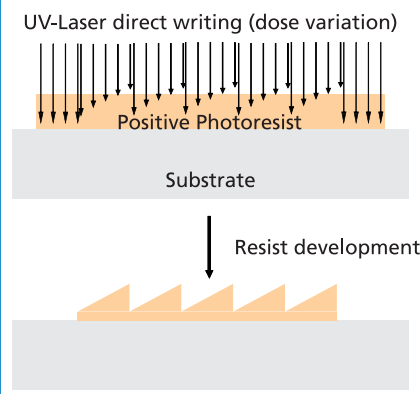 UV-Laser direct writing (dose variation)
Positive Photoresist
Substrate
Resist development